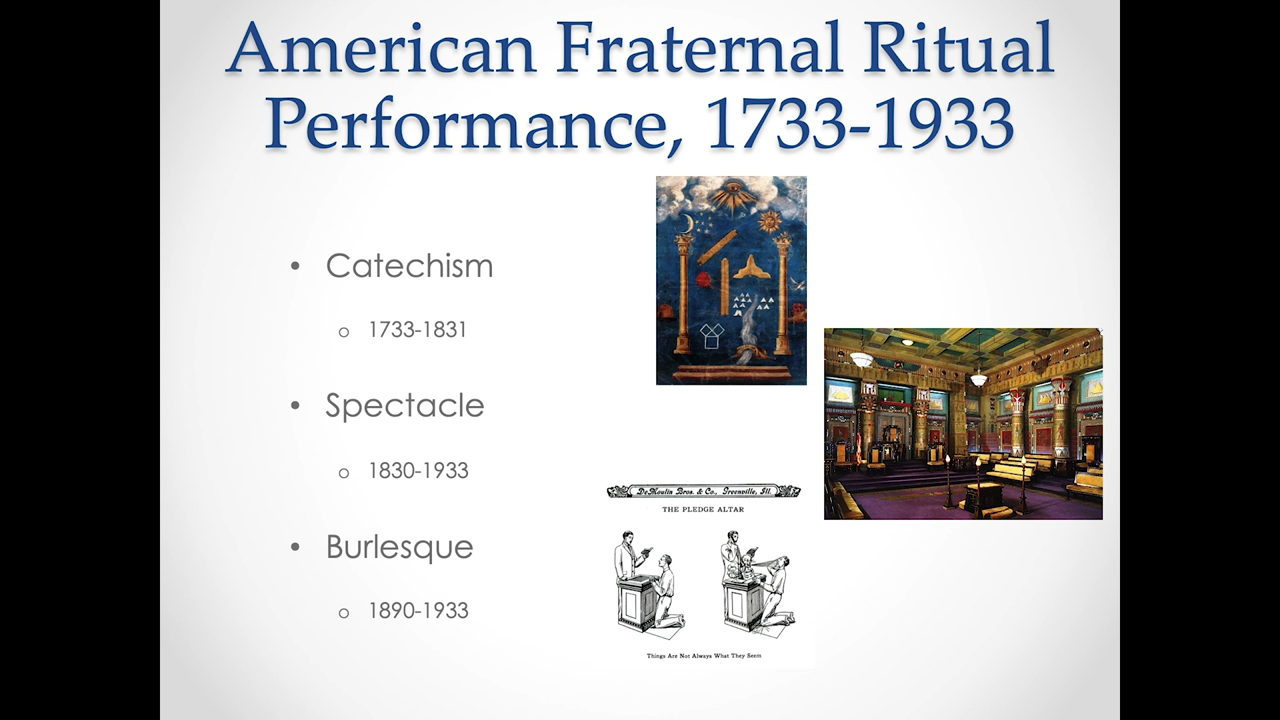 American Fraternal Ritual
Performance, 1733-1933
• Catechism
o 1733-1831
• Spectacle
o 1830-1933
• Burlesque
o 1890-1933
DeMoulin Bros. & Co., Greenville, Ill.
THE PLEDGE ALTAR
Things Are Not Always What They Seem